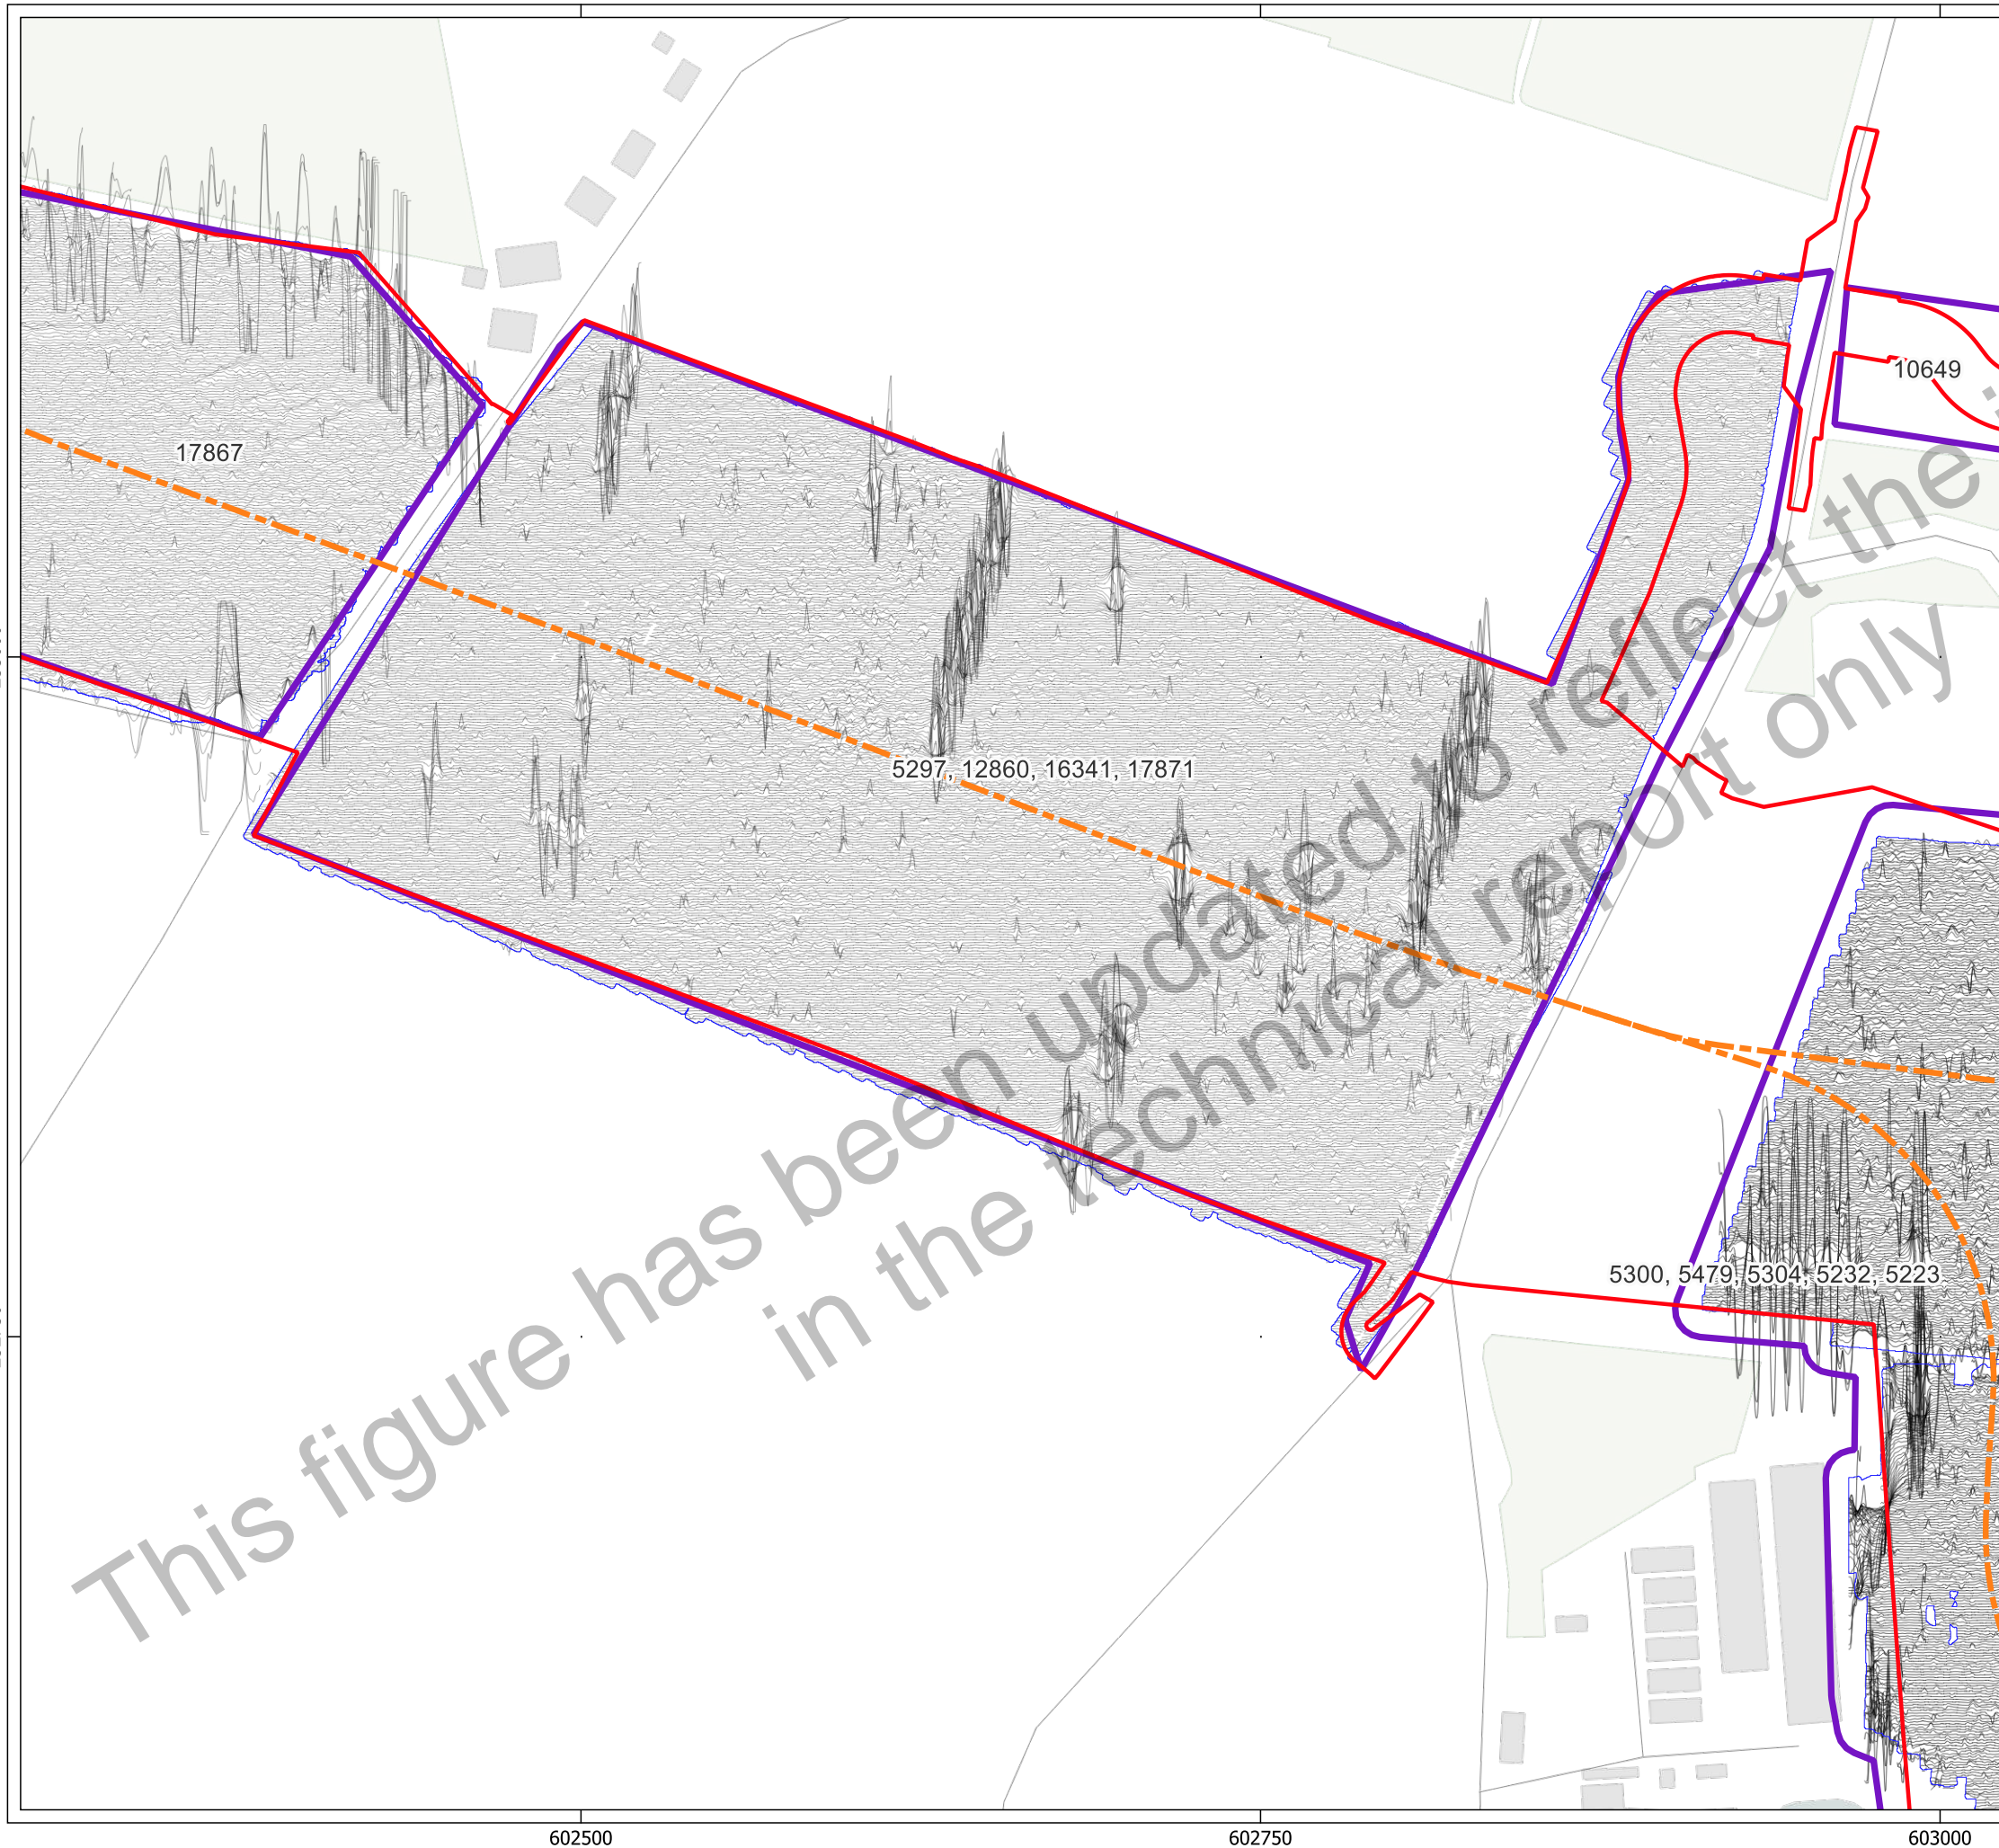 10649
17867
5297, 12860, 16341, 17871
5300, 5479, 5304, 5232, 5223
This figure has been updated to reflect the
in the technical report only
602500
602750
603000